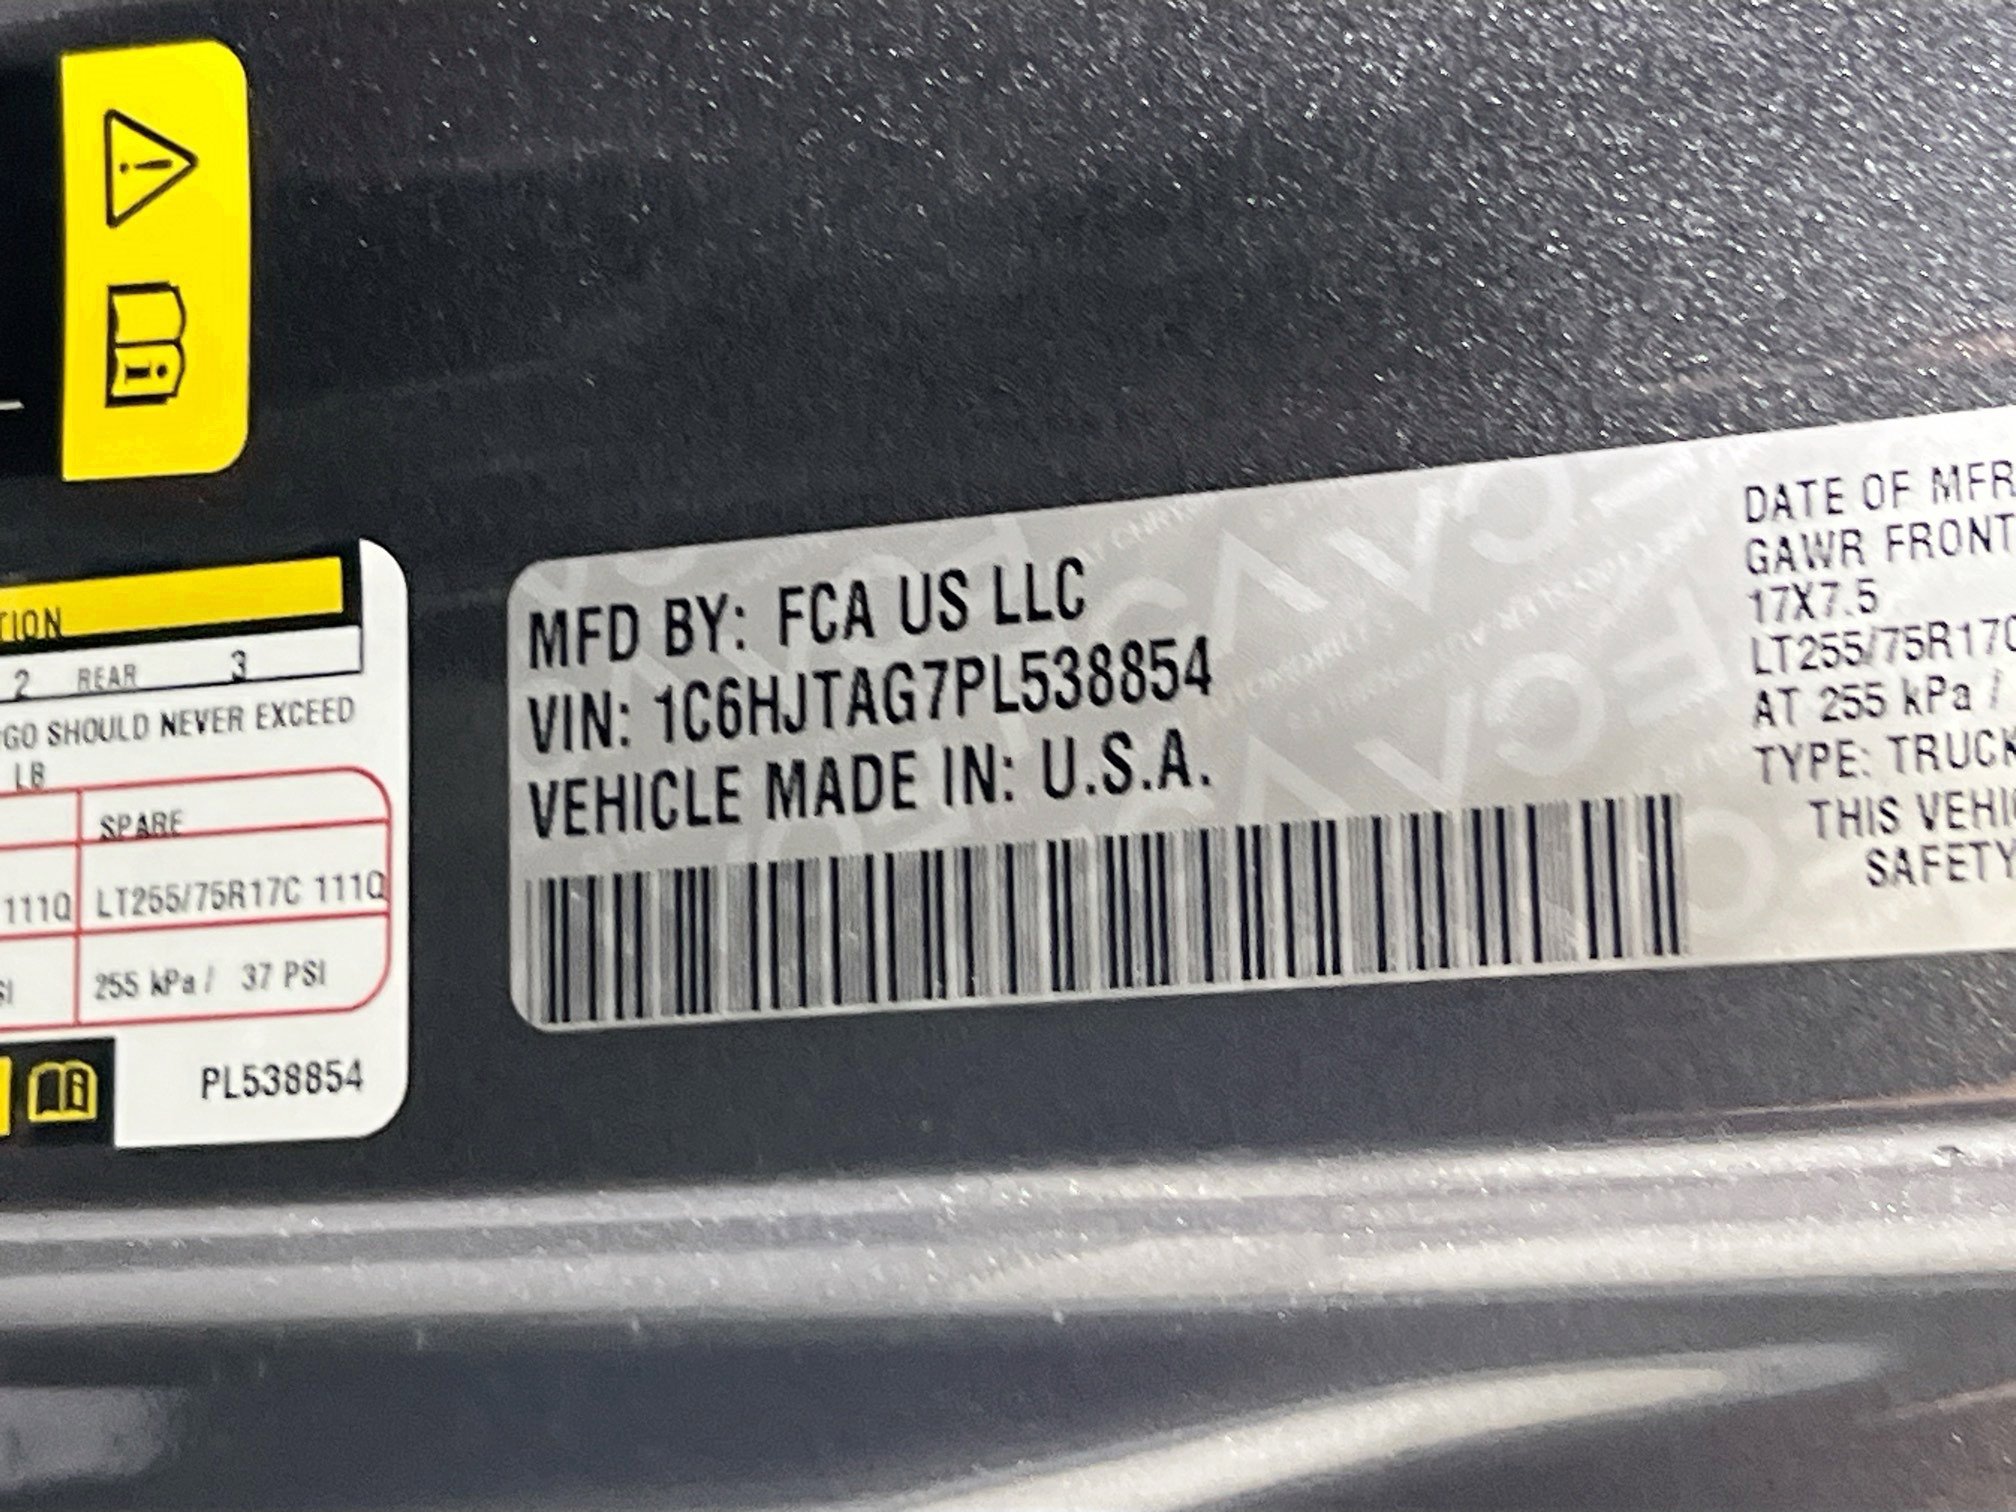 TION
2 REAR 3
GO SHOULD NEVER EXCEED
LB
SPARE
111Q LT255/75R17C 111Q
SI 255 kPa / 37 PSI
PL538854
MFD BY: FCA US LLC
VIN: 1C6HJTAG7PL538854
VEHICLE MADE IN: U.S.A.
DATE OF MFR
GAWR FRONT
17X7.5
LT255/75R17C
AT 255 kPa /
TYPE: TRUCK
THIS VEHIC
SAFETY